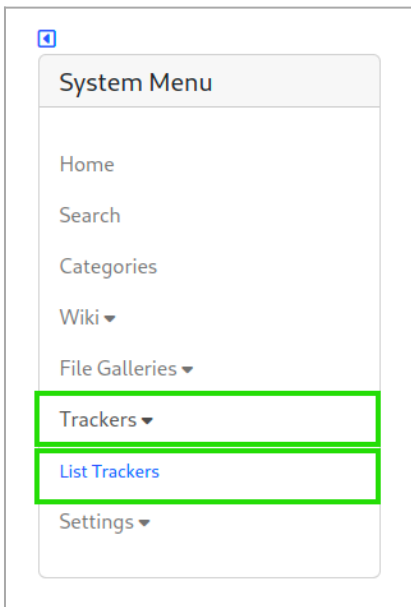 System Menu
Home
Search
Categories
Wiki
File Galleries
Trackers
List Trackers
Settings